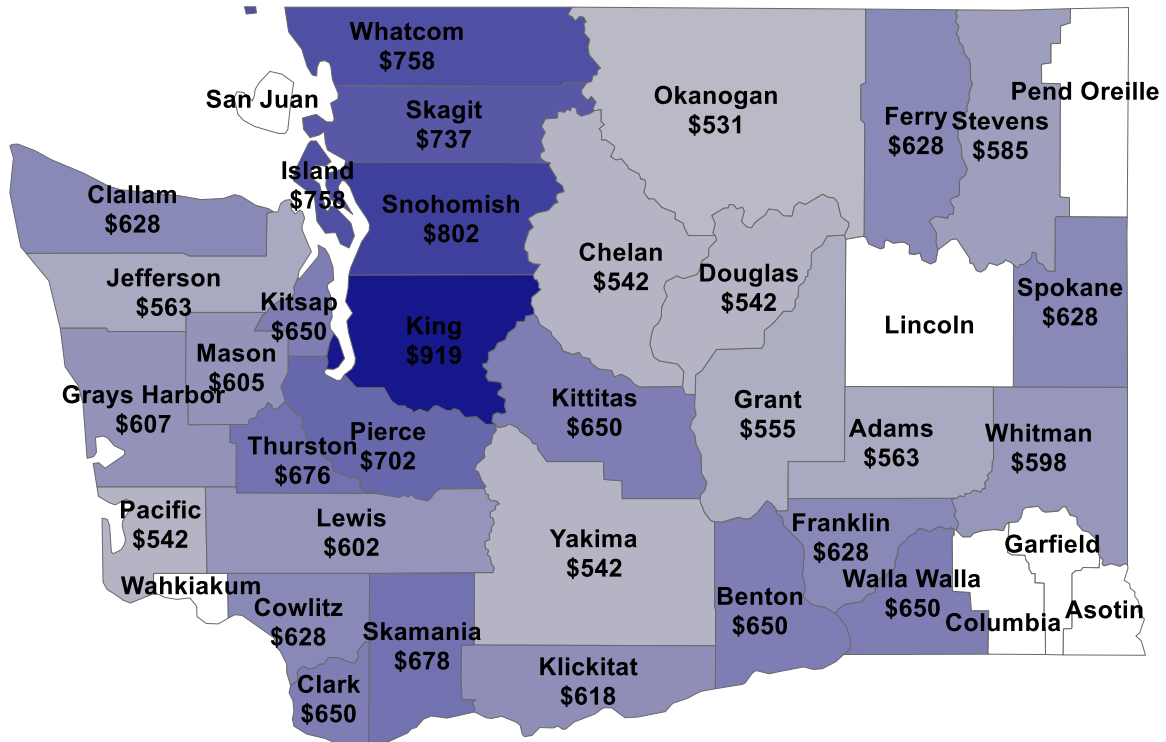 Whatcom
$758
San Juan
Skagit
$737
Island
$758
Okanogan
$531
Ferry
$628
Stevens
$585
Pend Oreille
Clallam
$628
Snohomish
$802
Jefferson
$563
Kitsap
$650
King
$919
Chelan
$542
Douglas
$542
Lincoln
Spokane
$628
Mason
$605
Grays Harbor
$607
Thurston
$676
Pierce
$702
Kittitas
$650
Grant
$555
Adams
$563
Whitman
$598
Pacific
$542
Lewis
$602
Yakima
$542
Franklin
$628
Garfield
Wahkiakum
Cowlitz
$628
Skamania
$678
Benton
$650
Walla Walla
$650
Columbia
Asotin
Clark
$650
Klickitat
$618